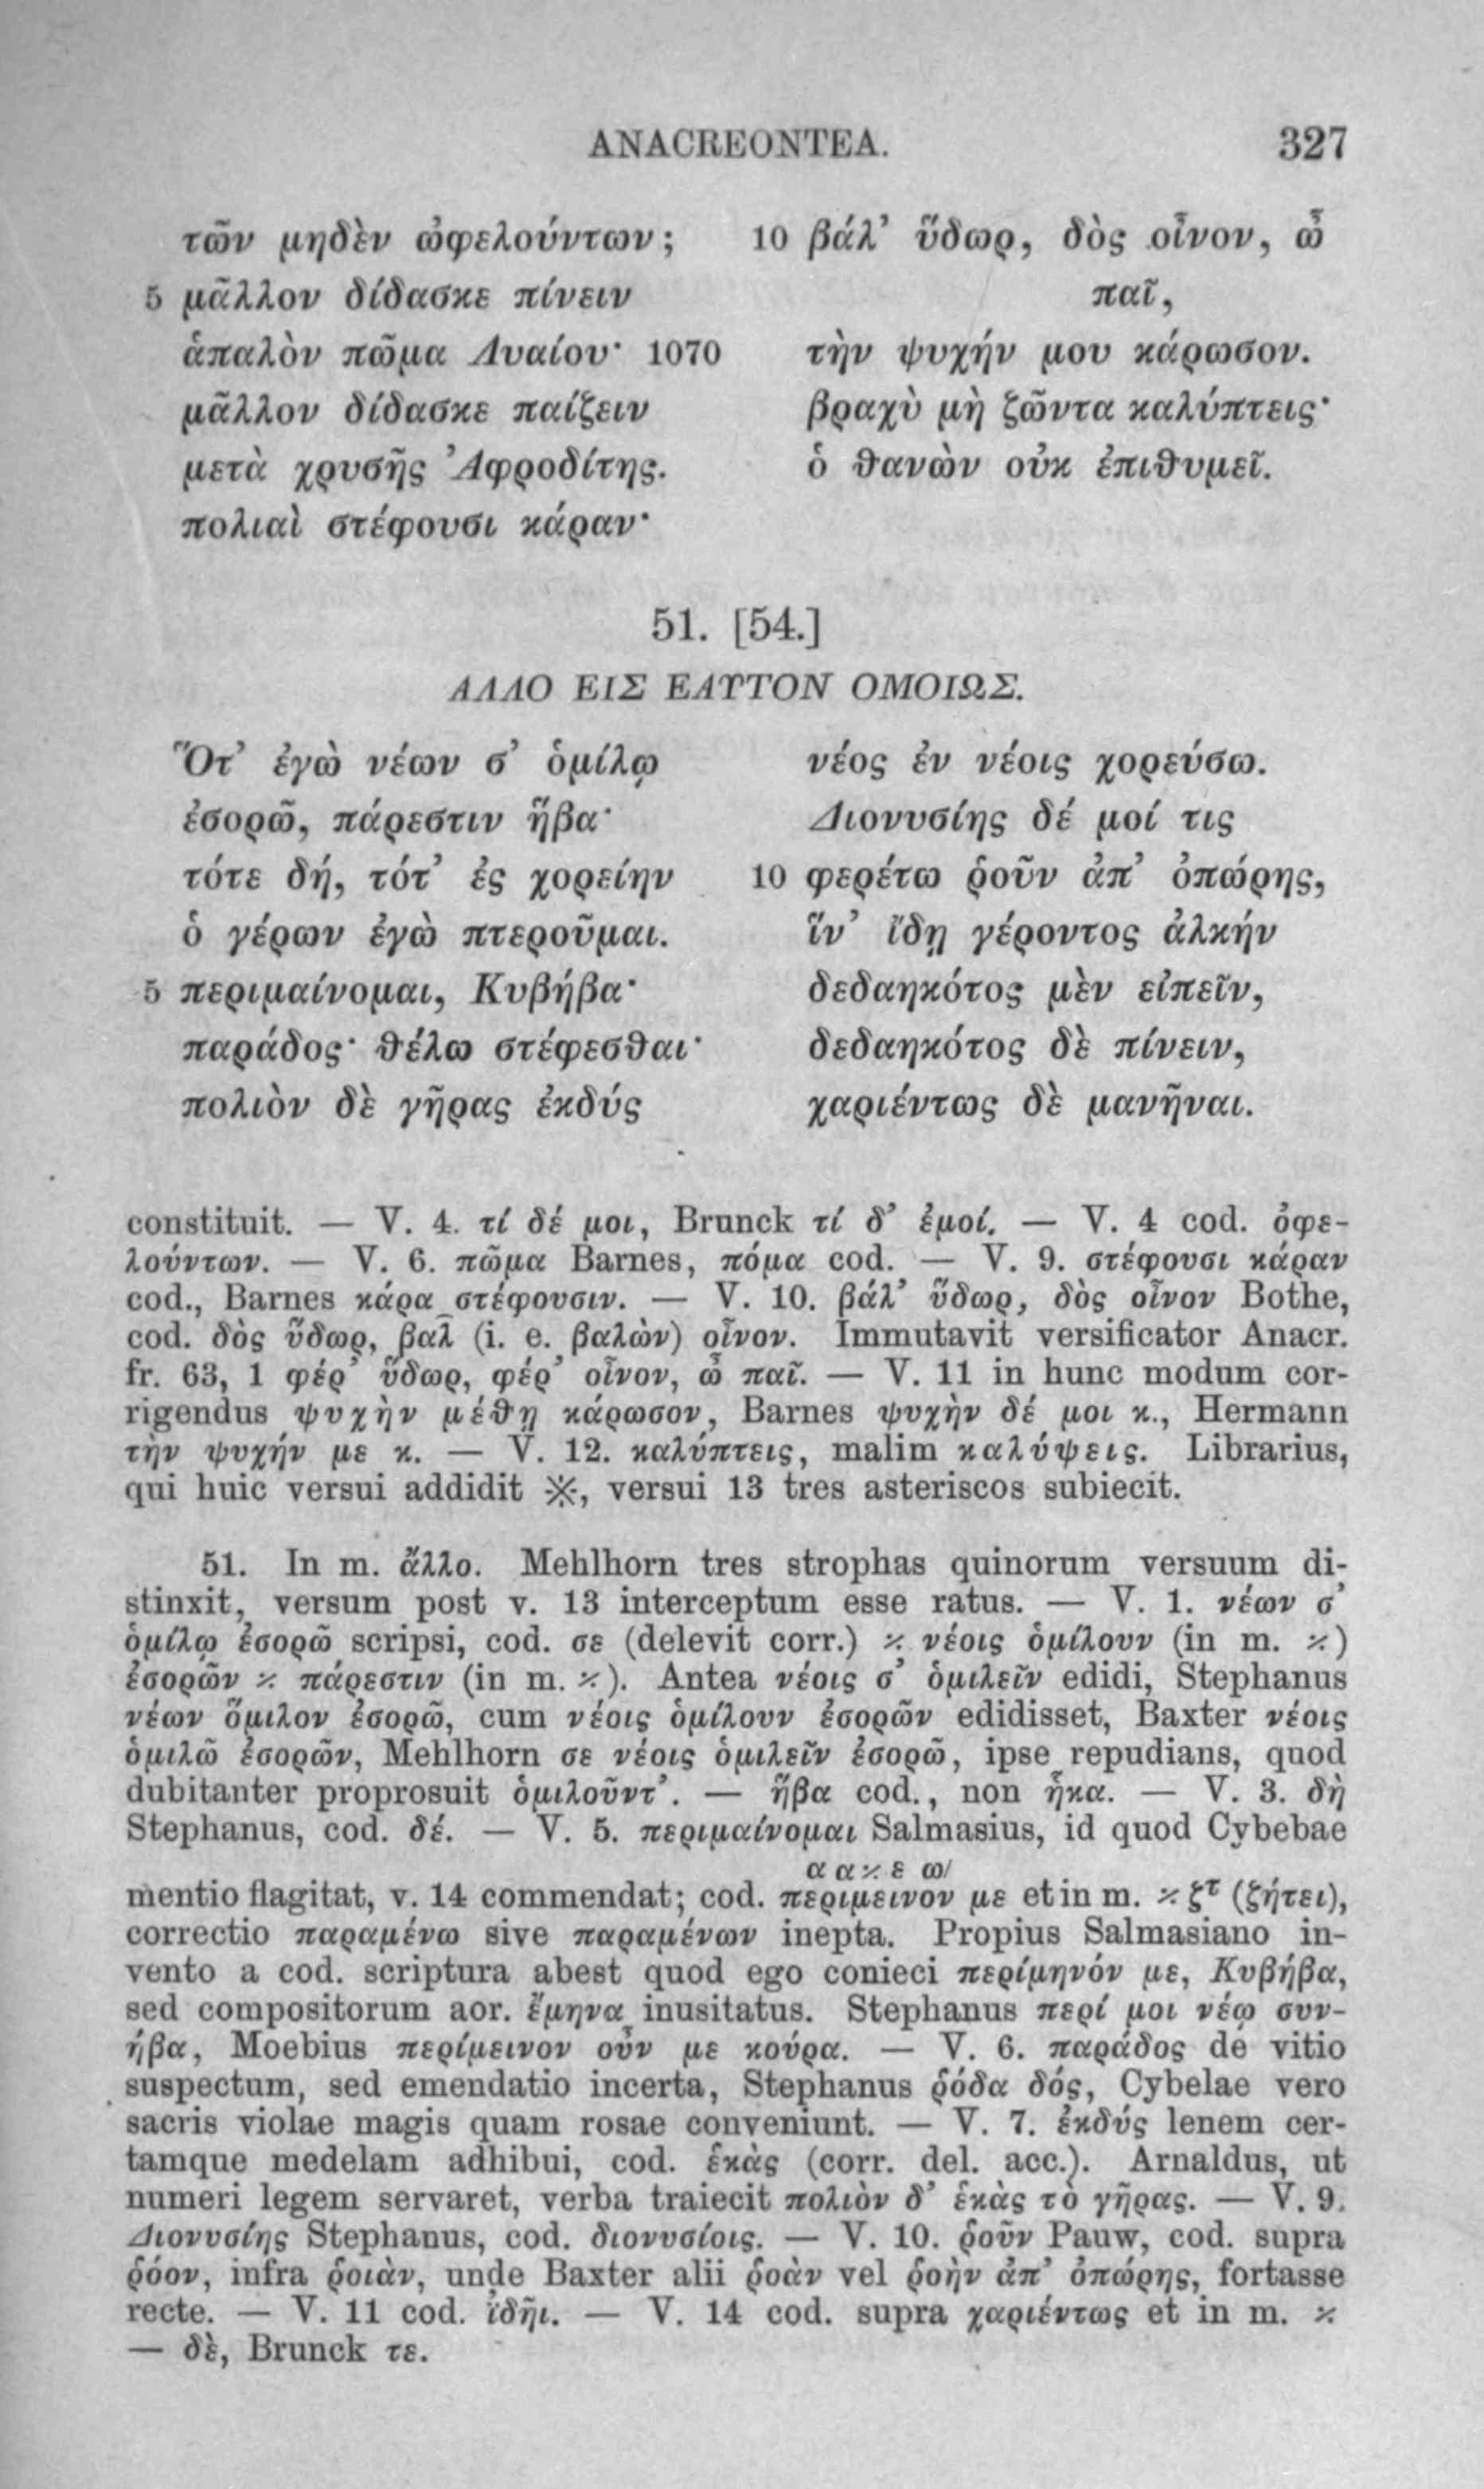 ANACREONTEA. 327
τῶν μηδὲν ὠφελούντων;
5 μᾶλλον δίδασκε πίνειν
ἁπαλὸν πῶμα Λυαίου· 1070
μᾶλλον δίδασκε παίζειν
μετὰ χρυσῆς Ἀφροδίτης.
πολιαὶ στέφουσι κάραν·
10 βάλ’ ὕδωρ, δὸς οἶνον, ὦ
παῖ,
τὴν ψυχήν μου κάρωσον.
βραχὺ μὴ ζῶντα καλύπτεις·
ὁ θανὼν οὐκ ἐπιθυμεῖ.
51. [54.]
ΑΛΛΟ ΕΙΣ ΕΑΥΤΟΝ ΟΜΟΙΩΣ.
Ὅτ’ ἐγὼ νέων σ’ ὁμίλῳ
ἐσορῶ, πάρεστιν ἥβα·
τότε δή, τότ’ ἐς χορείην
ὁ γέρων ἐγὼ πτεροῦμαι.
5 περιμαίνομαι, Κυβήβα·
παράδος· θέλω στέφεσθαι·
πολιὸν δὲ γῆρας ἐκδύς
νέος ἐν νέοις χορεύσω.
Διονυσίης δέ μοί τις
10 φερέτω ῥοῦν ἀπ’ ὀπώρης,
ἵν’ ἴδῃ γέροντος ἀλκήν
δεδαηκότος μὲν εἰπεῖν,
δεδαηκότος δὲ πίνειν,
χαριέντως δὲ μανῆναι.
constituit. — V. 4. τί δέ μοι, Brunck τί δ’ ἐμοί. — V. 4 cod. ὀφε-
λούντων. — V. 6. πῶμα Barnes, πόμα cod. — V. 9. στέφουσι κάραν
cod., Barnes κάρα στέφουσιν. — V. 10. βάλ’ ὕδωρ, δὸς οἶνον Bothe,
cod. δὸς ὕδωρ, βαλ͂ (i. e. βαλὼν) οἶνον. Immutavit versificator Anacr.
fr. 63, 1 φέρ’ ὕδωρ, φέρ’ οἶνον, ὦ παῖ. — V. 11 in hunc modum cor-
rigendus ψυχὴν μέθῃ κάρωσον, Barnes ψυχὴν δέ μοι κ., Hermann
τὴν ψυχήν με κ. — V. 12. καλύπτεις, malim καλύψεις. Librarius,
qui huic versui addidit ※, versui 13 tres asteriscos subiecit.
51. In m. ἄλλο. Mehlhorn tres strophas quinorum versuum di-
stinxit, versum post v. 13 interceptum esse ratus. — V. 1. νέων σ’
ὁμίλῳ ἐσορῶ scripsi, cod. σε (delevit corr.) ⁒ νέοις ὁμίλουν (in m. ⁒)
ἐσορῶν ⁒ πάρεστιν (in m. ⁒). Antea νέοις σ’ ὁμιλεῖν edidi, Stephanus
νέων ὅμιλον ἐσορῶ, cum νέοις ὁμίλουν ἐσορῶν edidisset, Baxter νέοις
ὁμιλῶ ἐσορῶν, Mehlhorn σε νέοις ὁμιλεῖν ἐσορῶ, ipse repudians, quod
dubitanter proprosuit ὁμιλοῦντ’. — ἥβα cod., non ἧκα. — V. 3. δὴ
Stephanus, cod. δέ. — V. 5. περιμαίνομαι Salmasius, id quod Cybebae
α α ⁒ ε ω/
mentio flagitat, v. 14 commendat; cod. περιμεινον με et in m. ⁒ ζτ (ζήτει),
correctio παραμένω sive παραμένων inepta. Propius Salmasiano in-
vento a cod. scriptura abest quod ego conieci περίμηνόν με, Κυβήβα,
sed compositorum aor. ἔμηνα inusitatus. Stephanus περί μοι νέῳ συν-
ήβα, Moebius περίμεινον οὖν με κούρα. — V. 6. παράδος de vitio
suspectum, sed emendatio incerta, Stephanus ῥόδα δός, Cybelae vero
sacris violae magis quam rosae conveniunt. — V. 7. ἐκδύς lenem cer-
tamque medelam adhibui, cod. ἑκὰς (corr. del. acc.). Arnaldus, ut
numeri legem servaret, verba traiecit πολιὸν δ’ ἑκὰς τὸ γῆρας. — V. 9.
Διονυσίης Stephanus, cod. διονυσίοις. — V. 10. ῥοῦν Pauw, cod. supra
ῥόον, infra ῥοιὰν, unde Baxter alii ῥοὰν vel ῥοὴν ἀπ’ ὀπώρης, fortasse
recte. — V. 11 cod. ϊδῆι. — V. 14 cod. supra χαριέντως et in m. ⁒
— δὲ, Brunck τε.